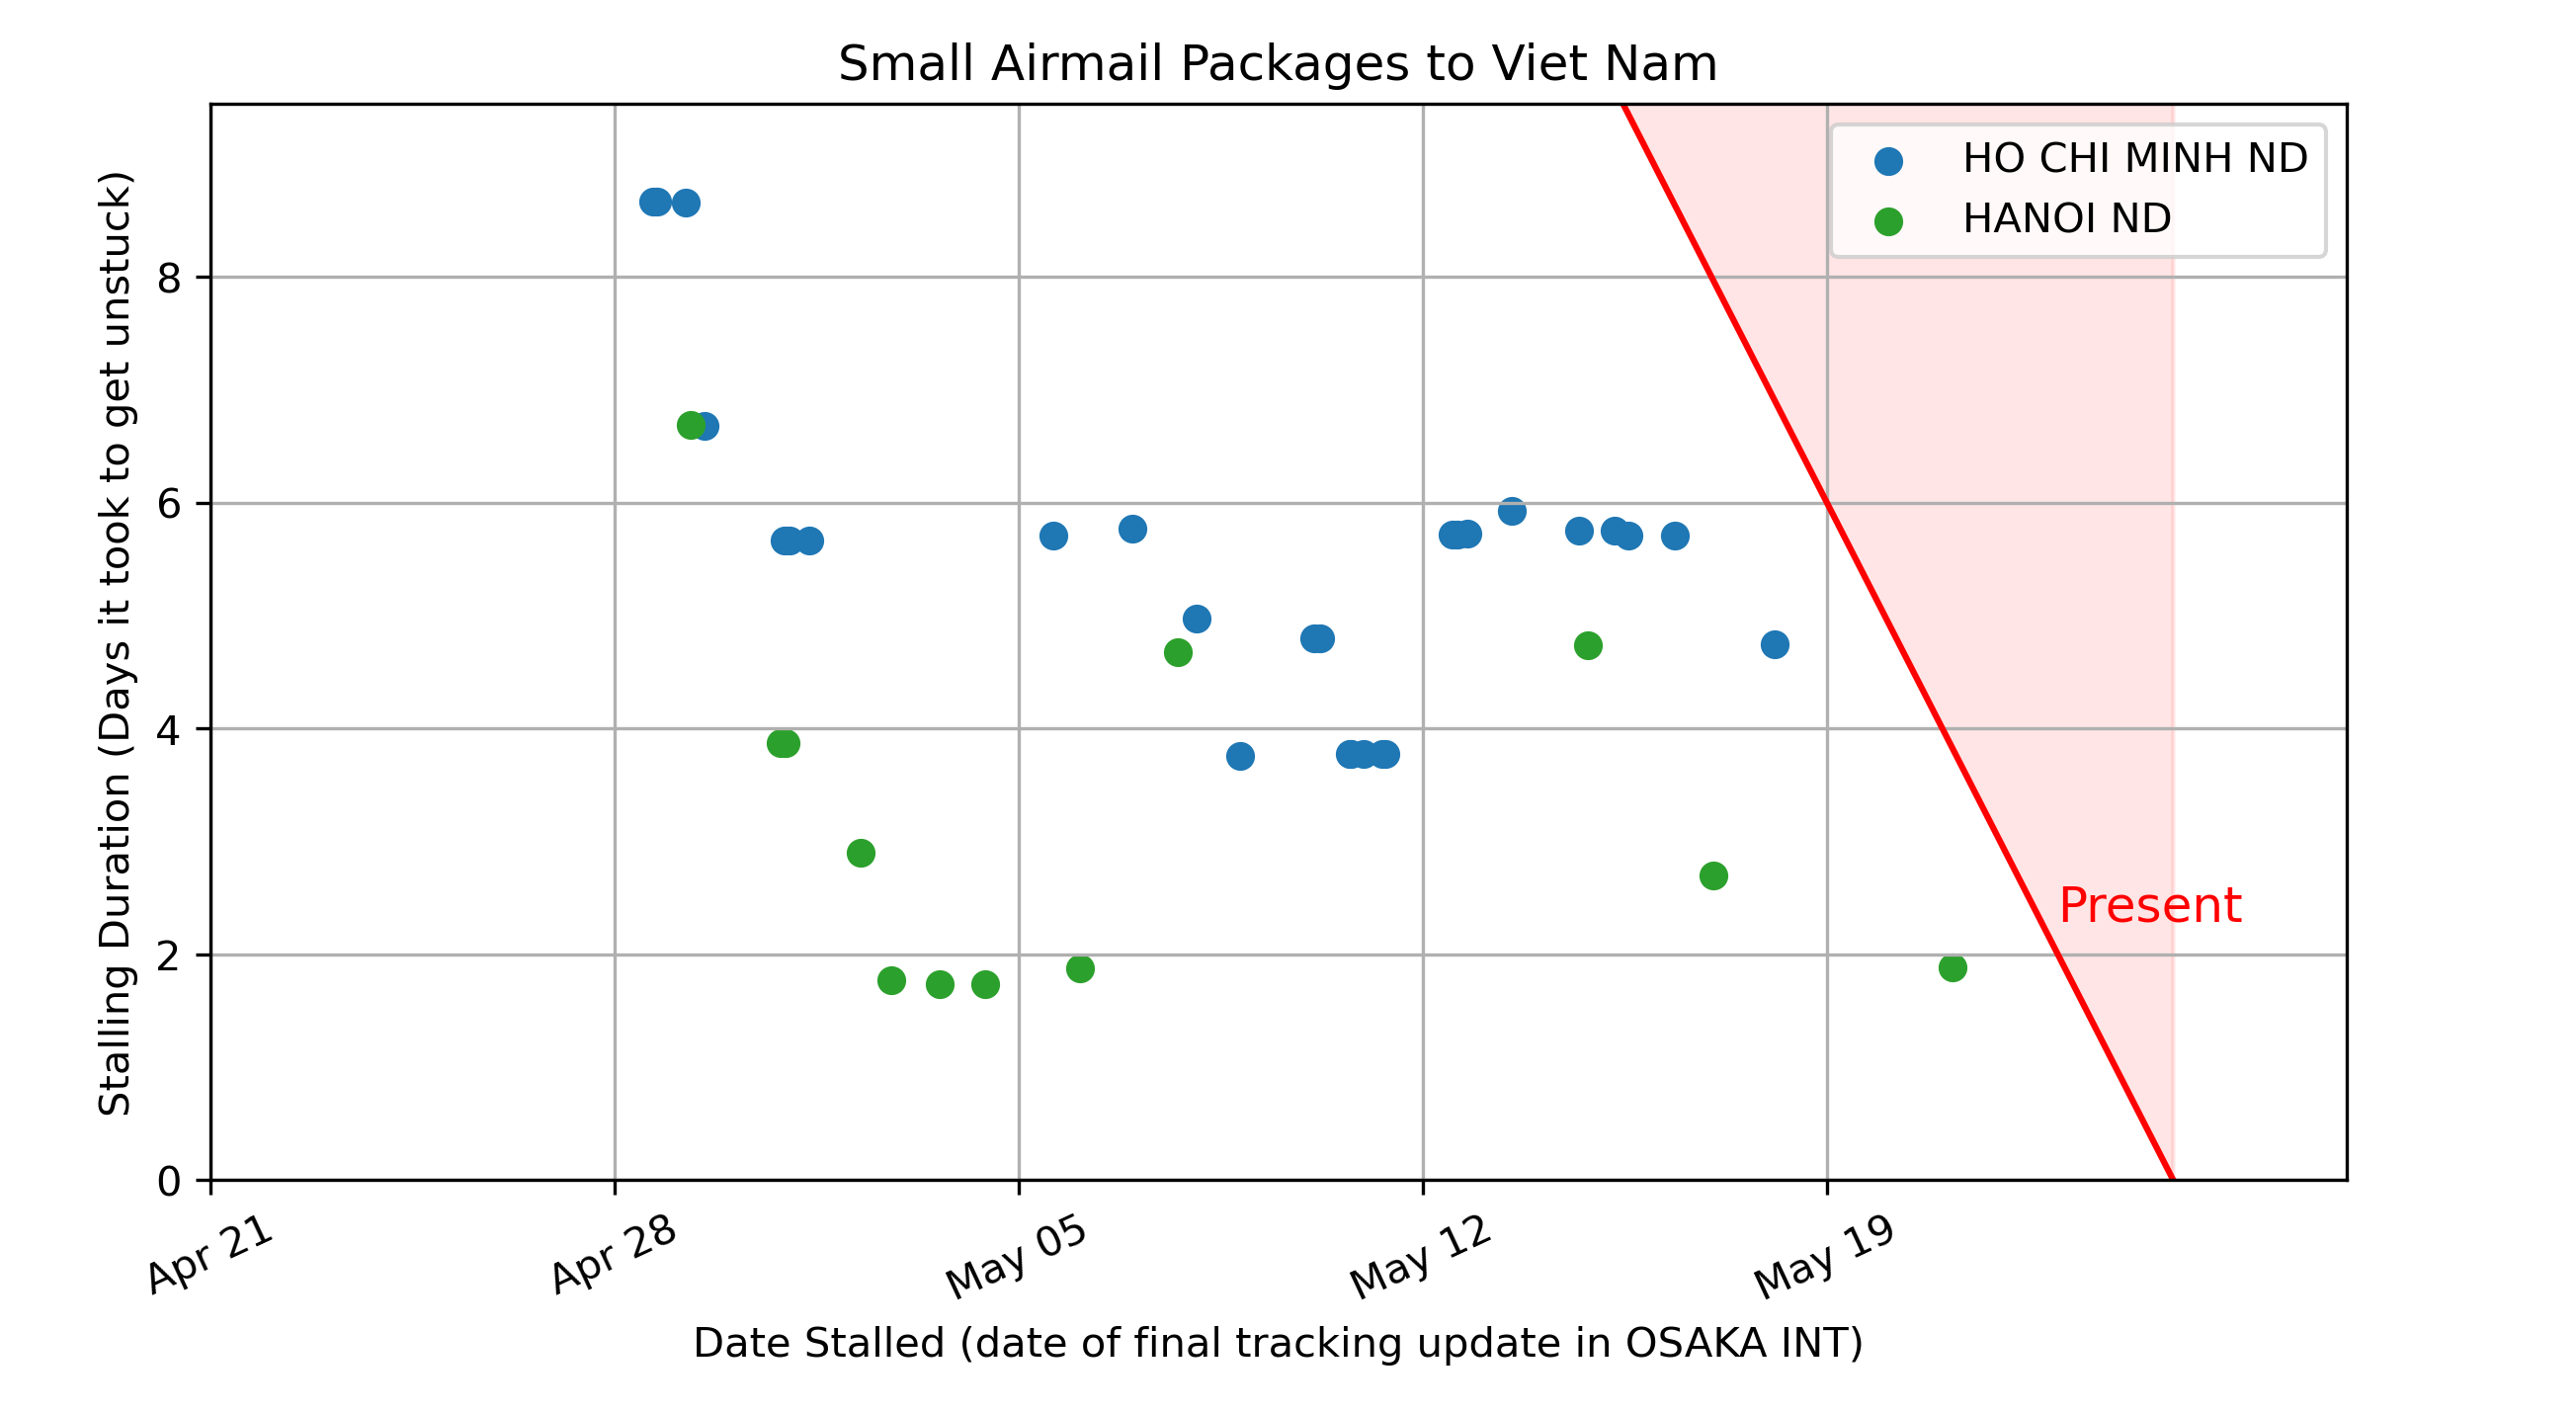 Small Airmail Packages to Viet Nam
HO CHI MINH ND
HANOI ND
Stalling Duration (Days it took to get unstuck)
8
6
4
2
0
Present
Apr 21
Apr 28
May 05
May 12
May 19
Date Stalled (date of final tracking update in OSAKA INT)